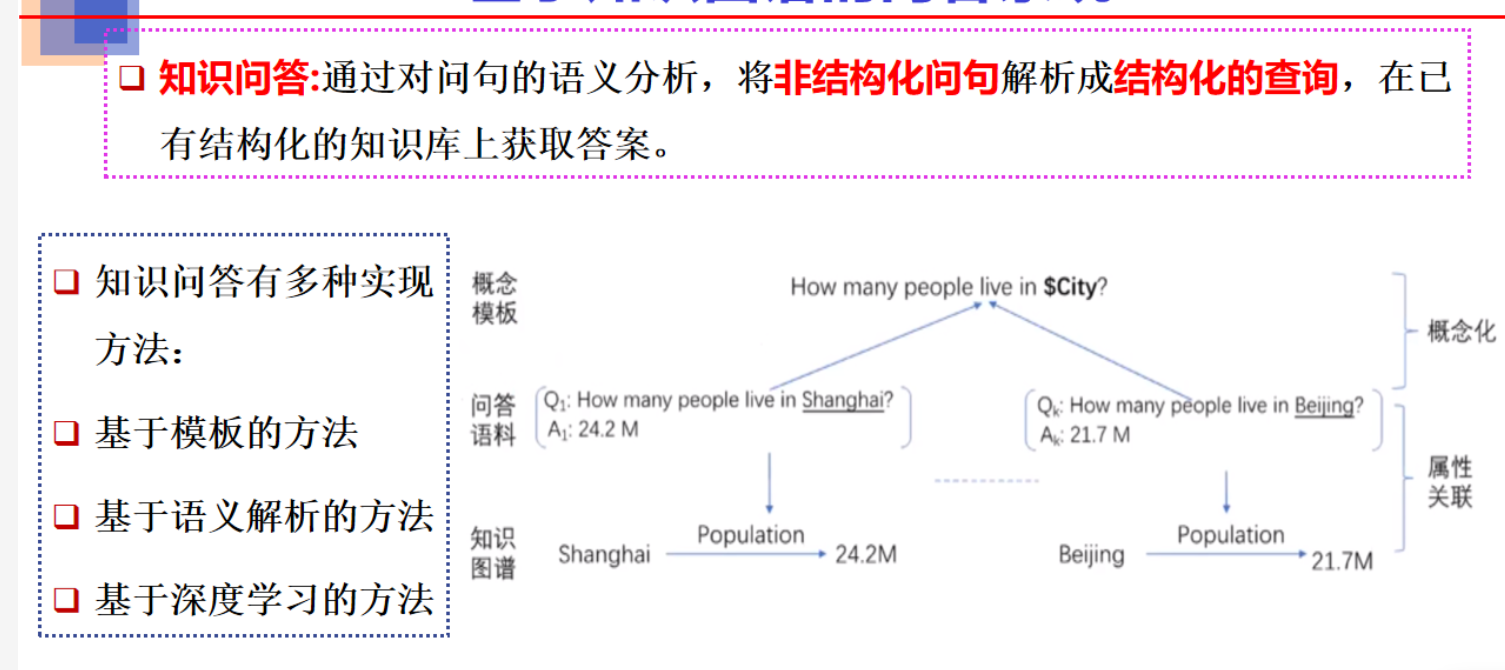 知识问答:通过对问句的语义分析，将非结构化问句解析成结构化的查询，在已
有结构化的知识库上获取答案。
知识问答有多种实现
方法：
基于模板的方法
基于语义解析的方法
基于深度学习的方法
概念
模板
How many people live in $City?
概念化
问答
语料
Q₁: How many people live in Shanghai?
A₁: 24.2 M
Qₖ: How many people live in Beijing?
Aₖ: 21.7 M
属性
关联
知识
图谱
Shanghai
Population
24.2M
Beijing
Population
21.7M